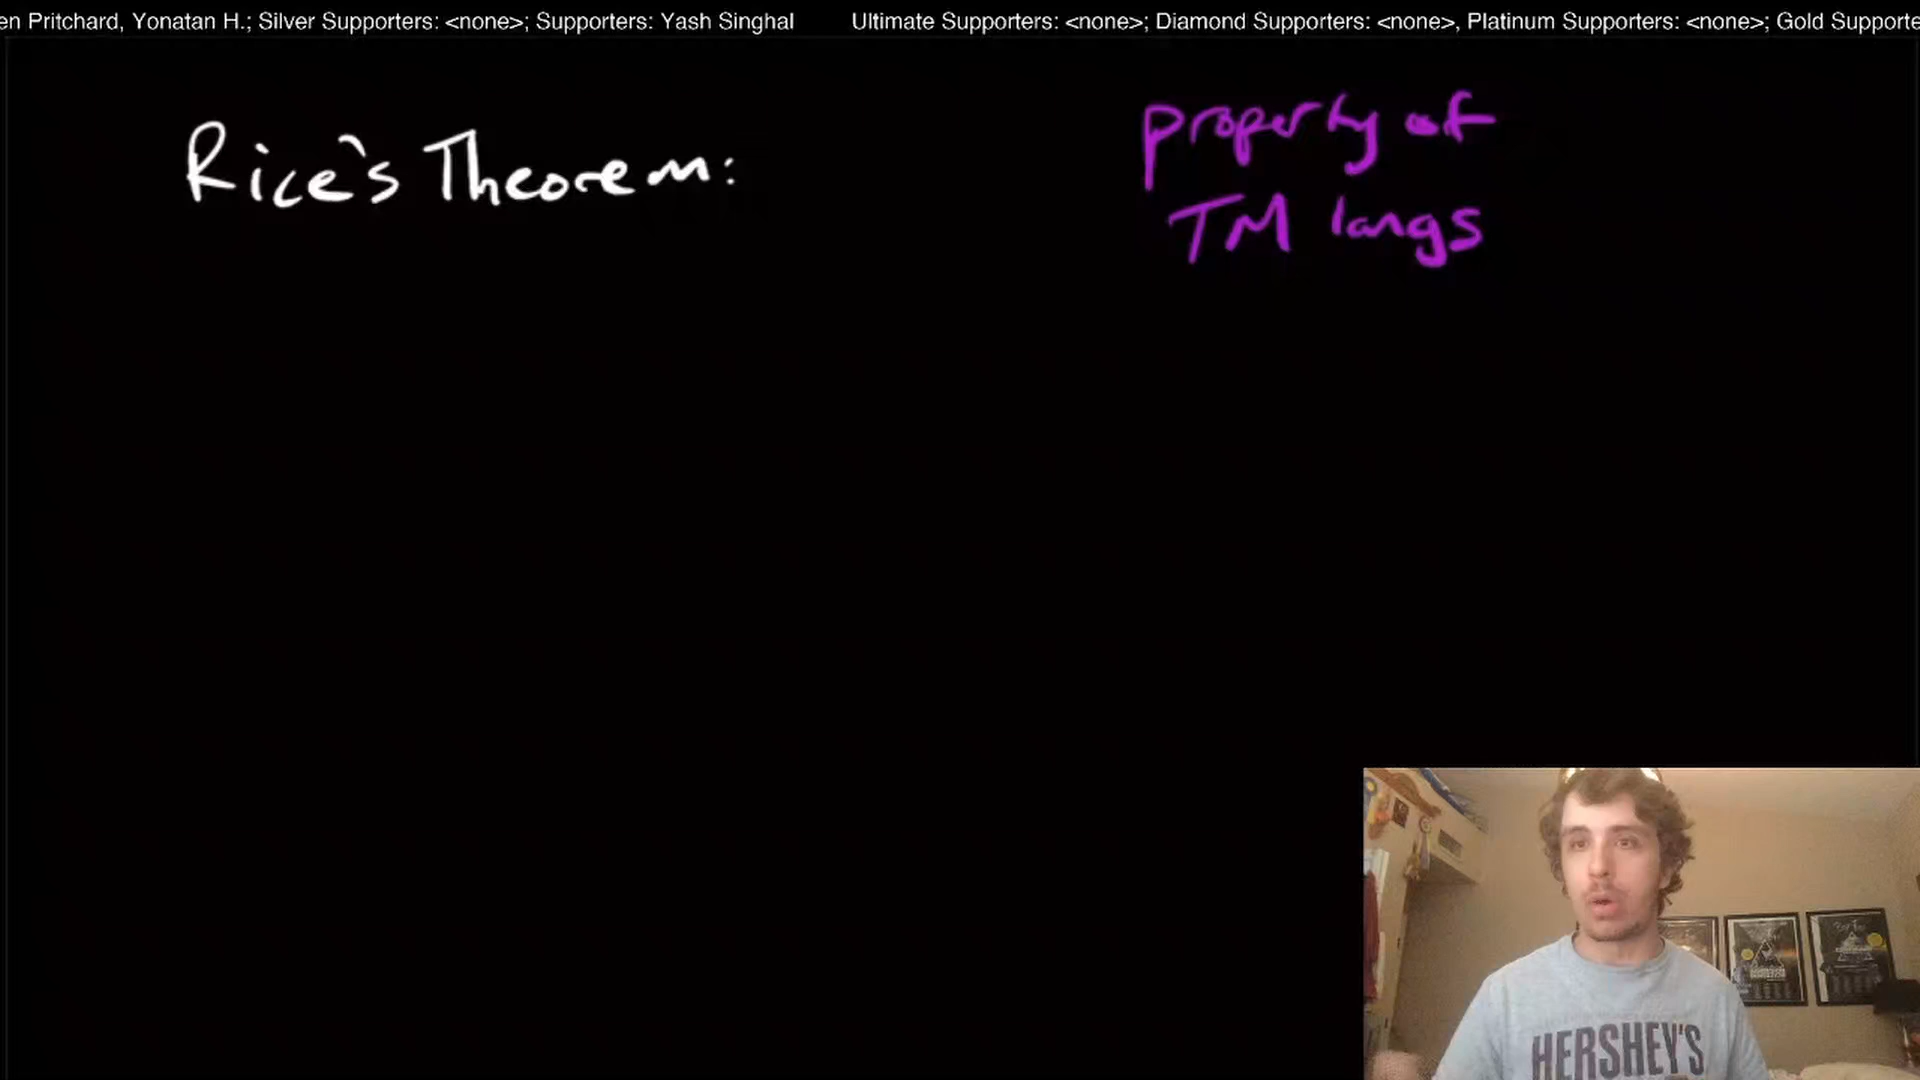 en Pritchard, Yonatan H.; Silver Supporters: <none>; Supporters: Yash Singhal Ultimate Supporters: <none>; Diamond Supporters: <none>, Platinum Supporters: <none>; Gold Supporte
Rice's Theorem:
property of
TM langs
HERSHEY'S